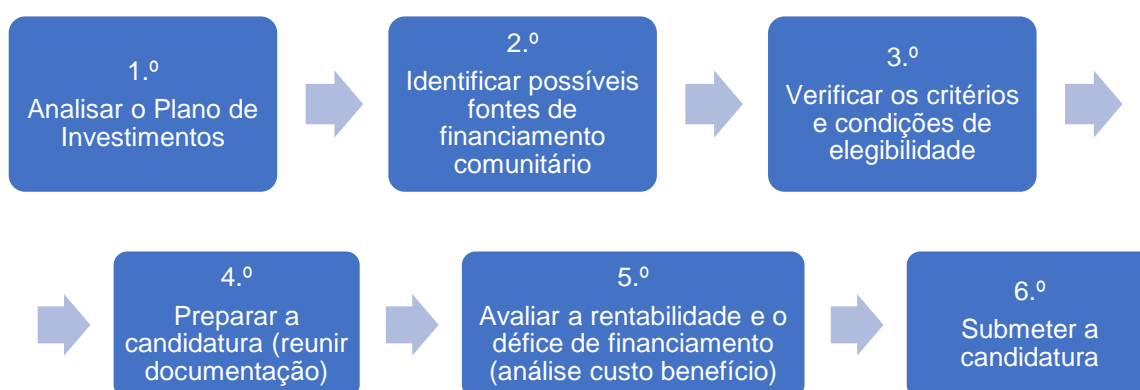 1.º
Analisar o Plano de
Investimentos
2.º
Identificar possíveis
fontes de
financiamento
comunitário
3.º
Verificar os critérios
e condições de
elegibilidade
4.º
Preparar a
candidatura (reunir
documentação)
5.º
Avaliar a rentabilidade e o
défice de financiamento
(análise custo benefício)
6.º
Submeter a
candidatura